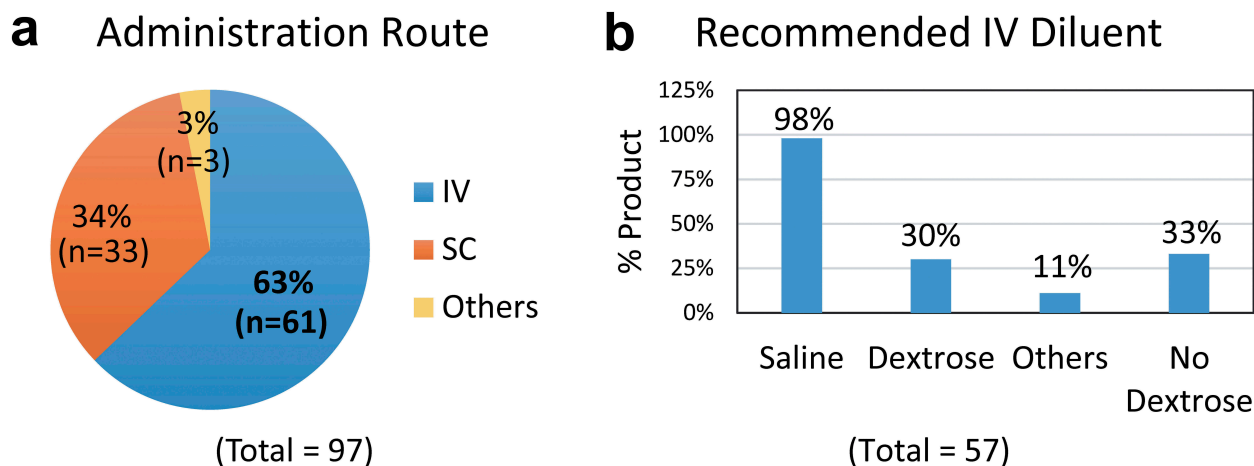 a Administration Route
3%
(n=3)
34%
(n=33)
63%
(n=61)
IV
SC
Others
(Total = 97)
b Recommended IV Diluent
% Product
125%
100%
75%
50%
25%
0%
98%
30%
11%
33%
Saline
Dextrose
Others
No
Dextrose
(Total = 57)